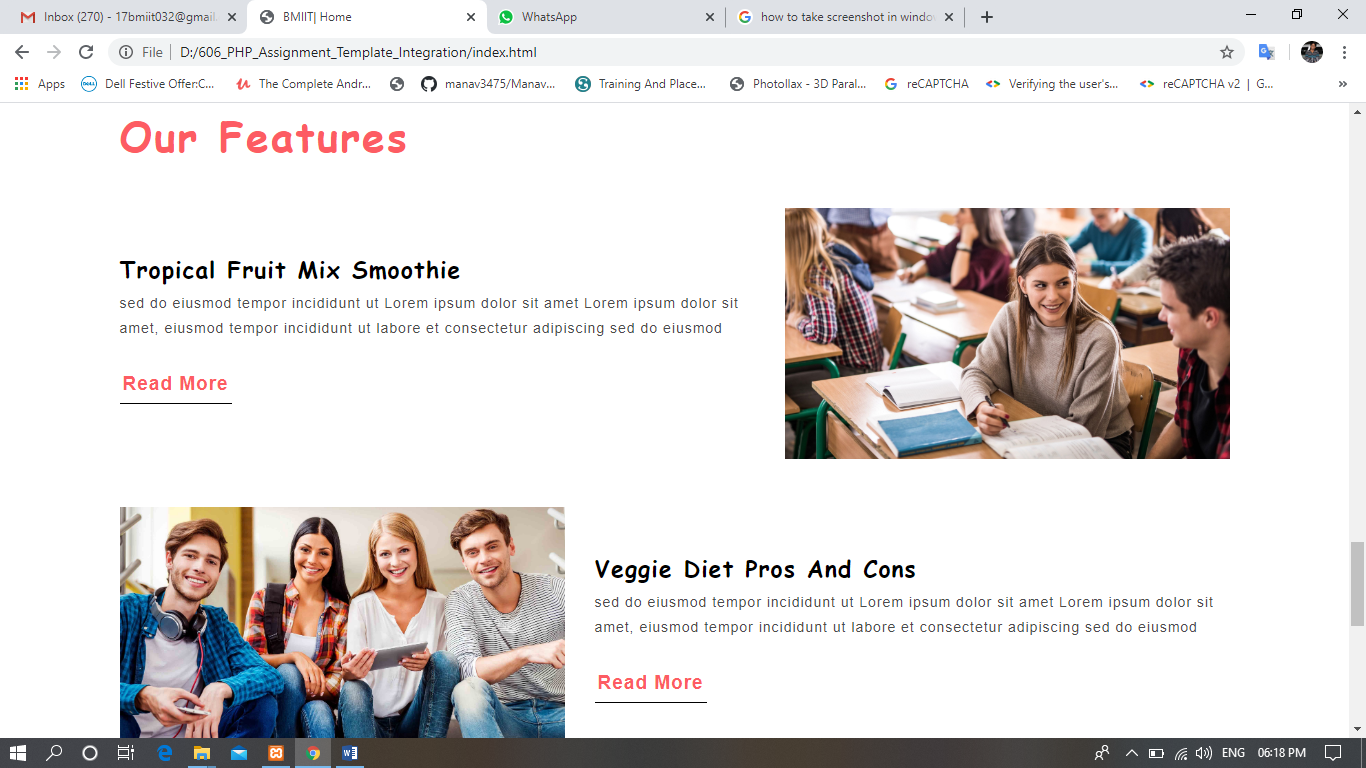 Inbox (270) - 17bmiit032@gmail.
BMIIT| Home
WhatsApp
how to take screenshot in windo
File
D:/606_PHP_Assignment_Template_Integration/index.html
Apps
Dell Festive Offer:C...
The Complete Andr...
manav3475/Manav...
Training And Place...
Photollax - 3D Paral...
reCAPTCHA
Verifying the user's...
reCAPTCHA v2 | G...
»
Our Features
Tropical Fruit Mix Smoothie
sed do eiusmod tempor incididunt ut Lorem ipsum dolor sit amet Lorem ipsum dolor sit
amet, eiusmod tempor incididunt ut labore et consectetur adipiscing sed do eiusmod
Read More
Veggie Diet Pros And Cons
sed do eiusmod tempor incididunt ut Lorem ipsum dolor sit amet Lorem ipsum dolor sit
amet, eiusmod tempor incididunt ut labore et consectetur adipiscing sed do eiusmod
Read More
ENG
06:18 PM